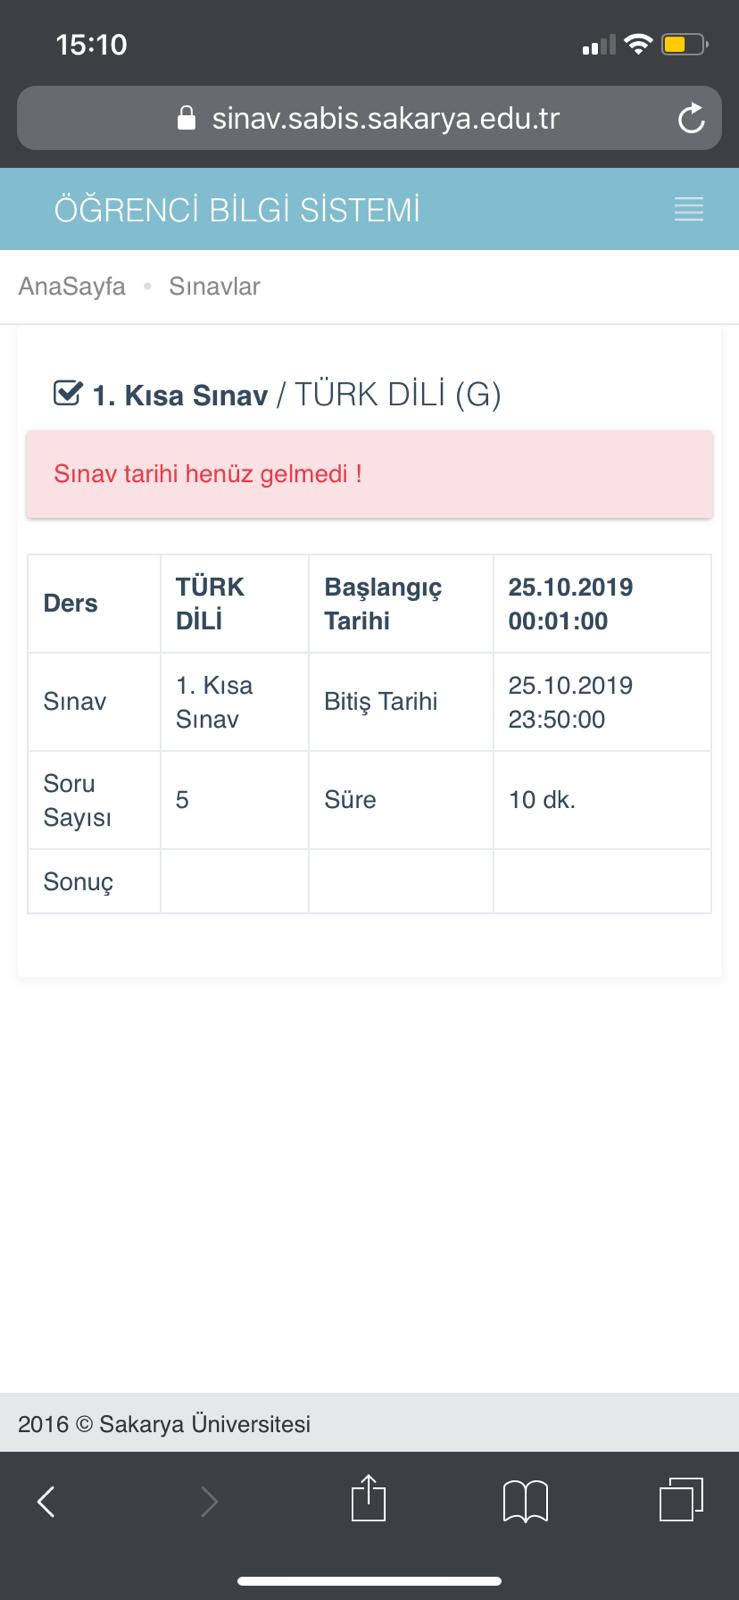 15:10
sinav.sabis.sakarya.edu.tr
ÖĞRENCİ BİLGİ SİSTEMİ
AnaSayfa • Sınavlar
1. Kısa Sınav / TÜRK DİLİ (G)
Sınav tarihi henüz gelmedi !
Ders TÜRK DİLİ Başlangıç Tarihi 25.10.2019 00:01:00
Sınav 1. Kısa Sınav Bitiş Tarihi 25.10.2019 23:50:00
Soru Sayısı 5 Süre 10 dk.
Sonuç
2016 © Sakarya Üniversitesi